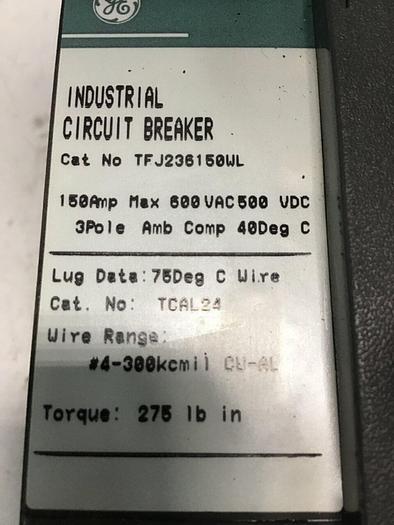 GE
INDUSTRIAL
CIRCUIT BREAKER
Cat No TFJ236150WL
150Amp Max 600VAC500 VDC
3Pole Amb Comp 40Deg C
Lug Data:75Deg C Wire
Cat. No: TCAL24
Wire Range:
#4-300kcmil CU-AL
Torque: 275 lb in